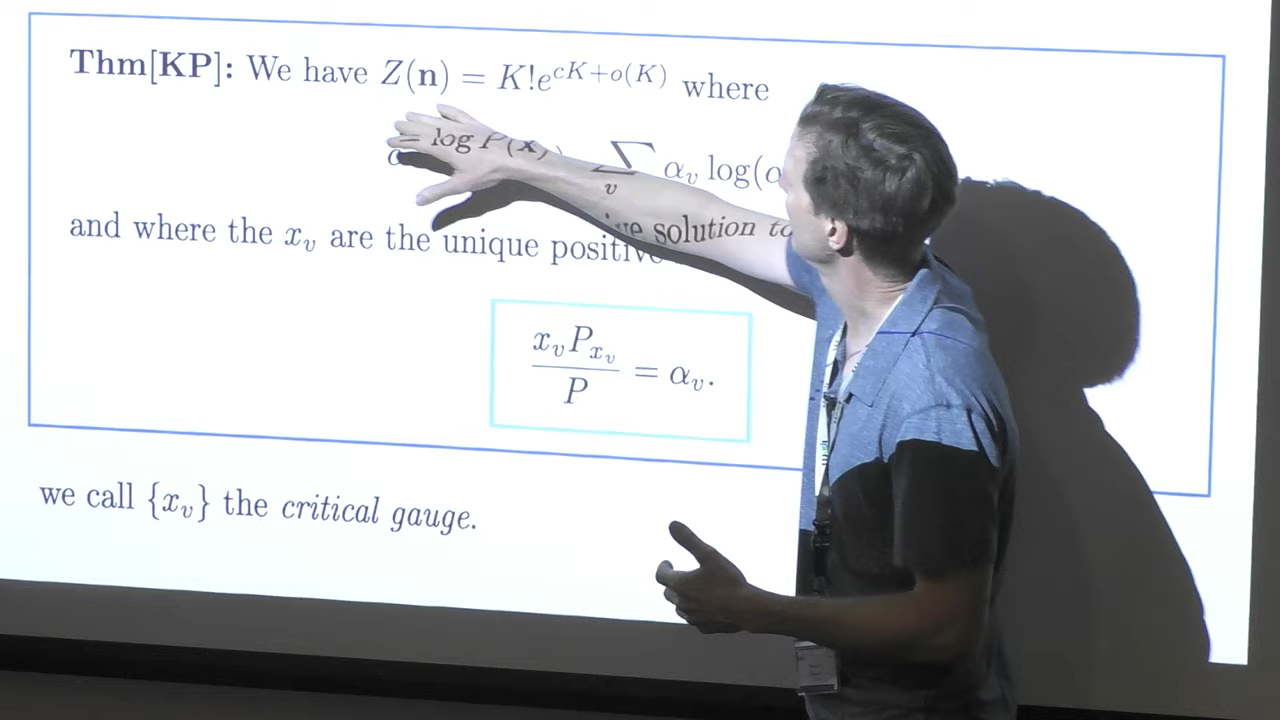 Thm[KP]: We have Z(n) = K!e^{cK+o(K)} where
= log P(x) ∑_v α_v log(α
and where the x_v are the unique positive solution to
x_v P_{x_v} / P = α_v.
we call {x_v} the critical gauge.